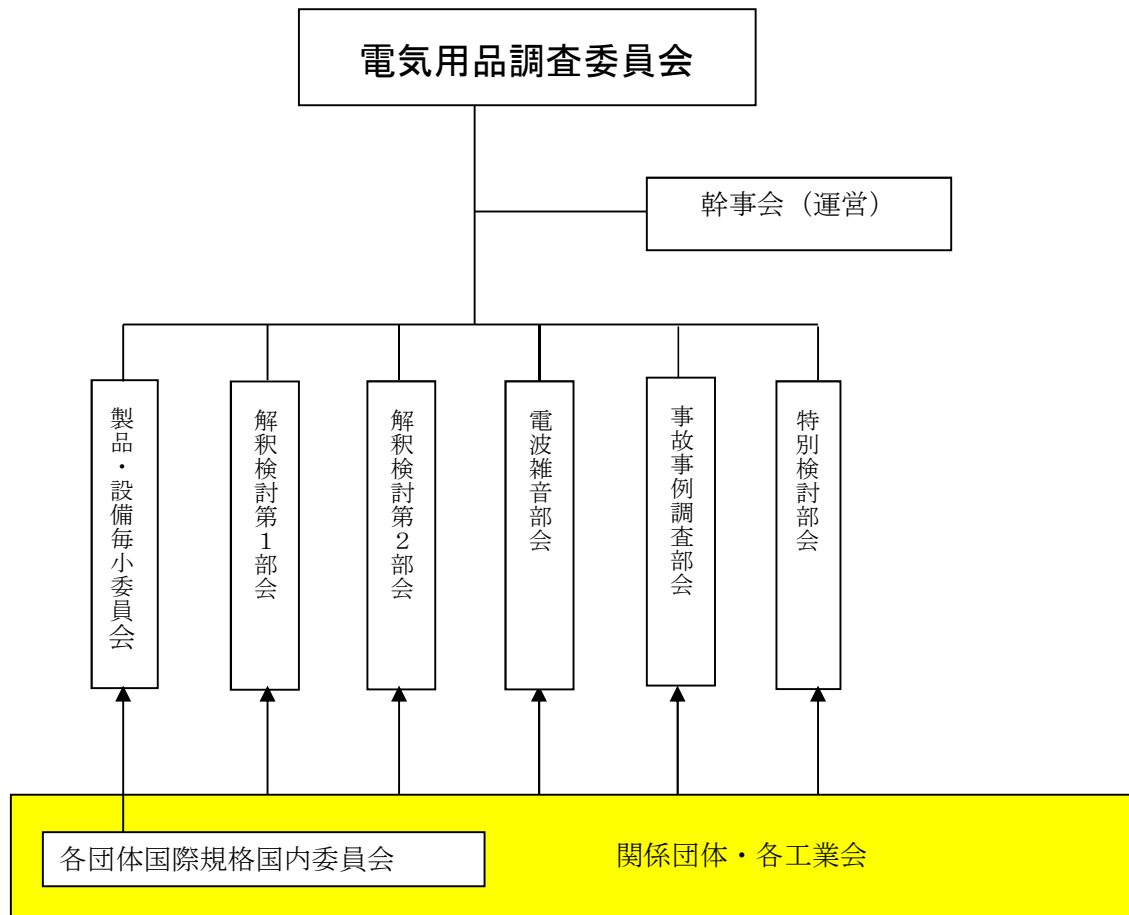 電気用品調査委員会
幹事会（運営）
製品・設備毎小委員会
解釈検討第１部会
解釈検討第２部会
電波雑音部会
事故事例調査部会
特別検討部会
各団体国際規格国内委員会
関係団体・各工業会